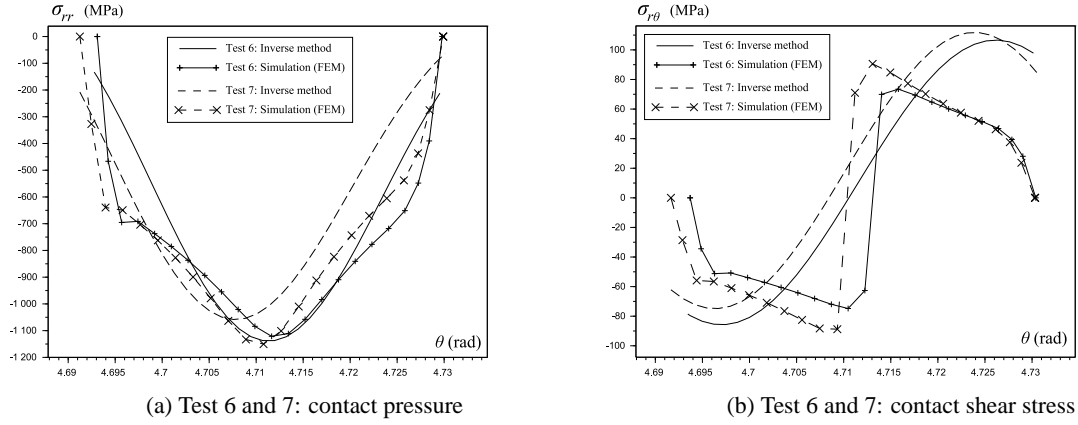 σrr (MPa)
0
-100
-200
-300
-400
-500
-600
-700
-800
-900
-1 000
-1 100
-1 200
Test 6: Inverse method
Test 6: Simulation (FEM)
Test 7: Inverse method
Test 7: Simulation (FEM)
θ (rad)
4.69 4.695 4.7 4.705 4.71 4.715 4.72 4.725 4.73
(a) Test 6 and 7: contact pressure
σrθ (MPa)
100
80
60
40
20
0
-20
-40
-60
-80
-100
Test 6: Inverse method
Test 6: Simulation (FEM)
Test 7: Inverse method
Test 7: Simulation (FEM)
θ (rad)
4.69 4.695 4.7 4.705 4.71 4.715 4.72 4.725 4.73
(b) Test 6 and 7: contact shear stress